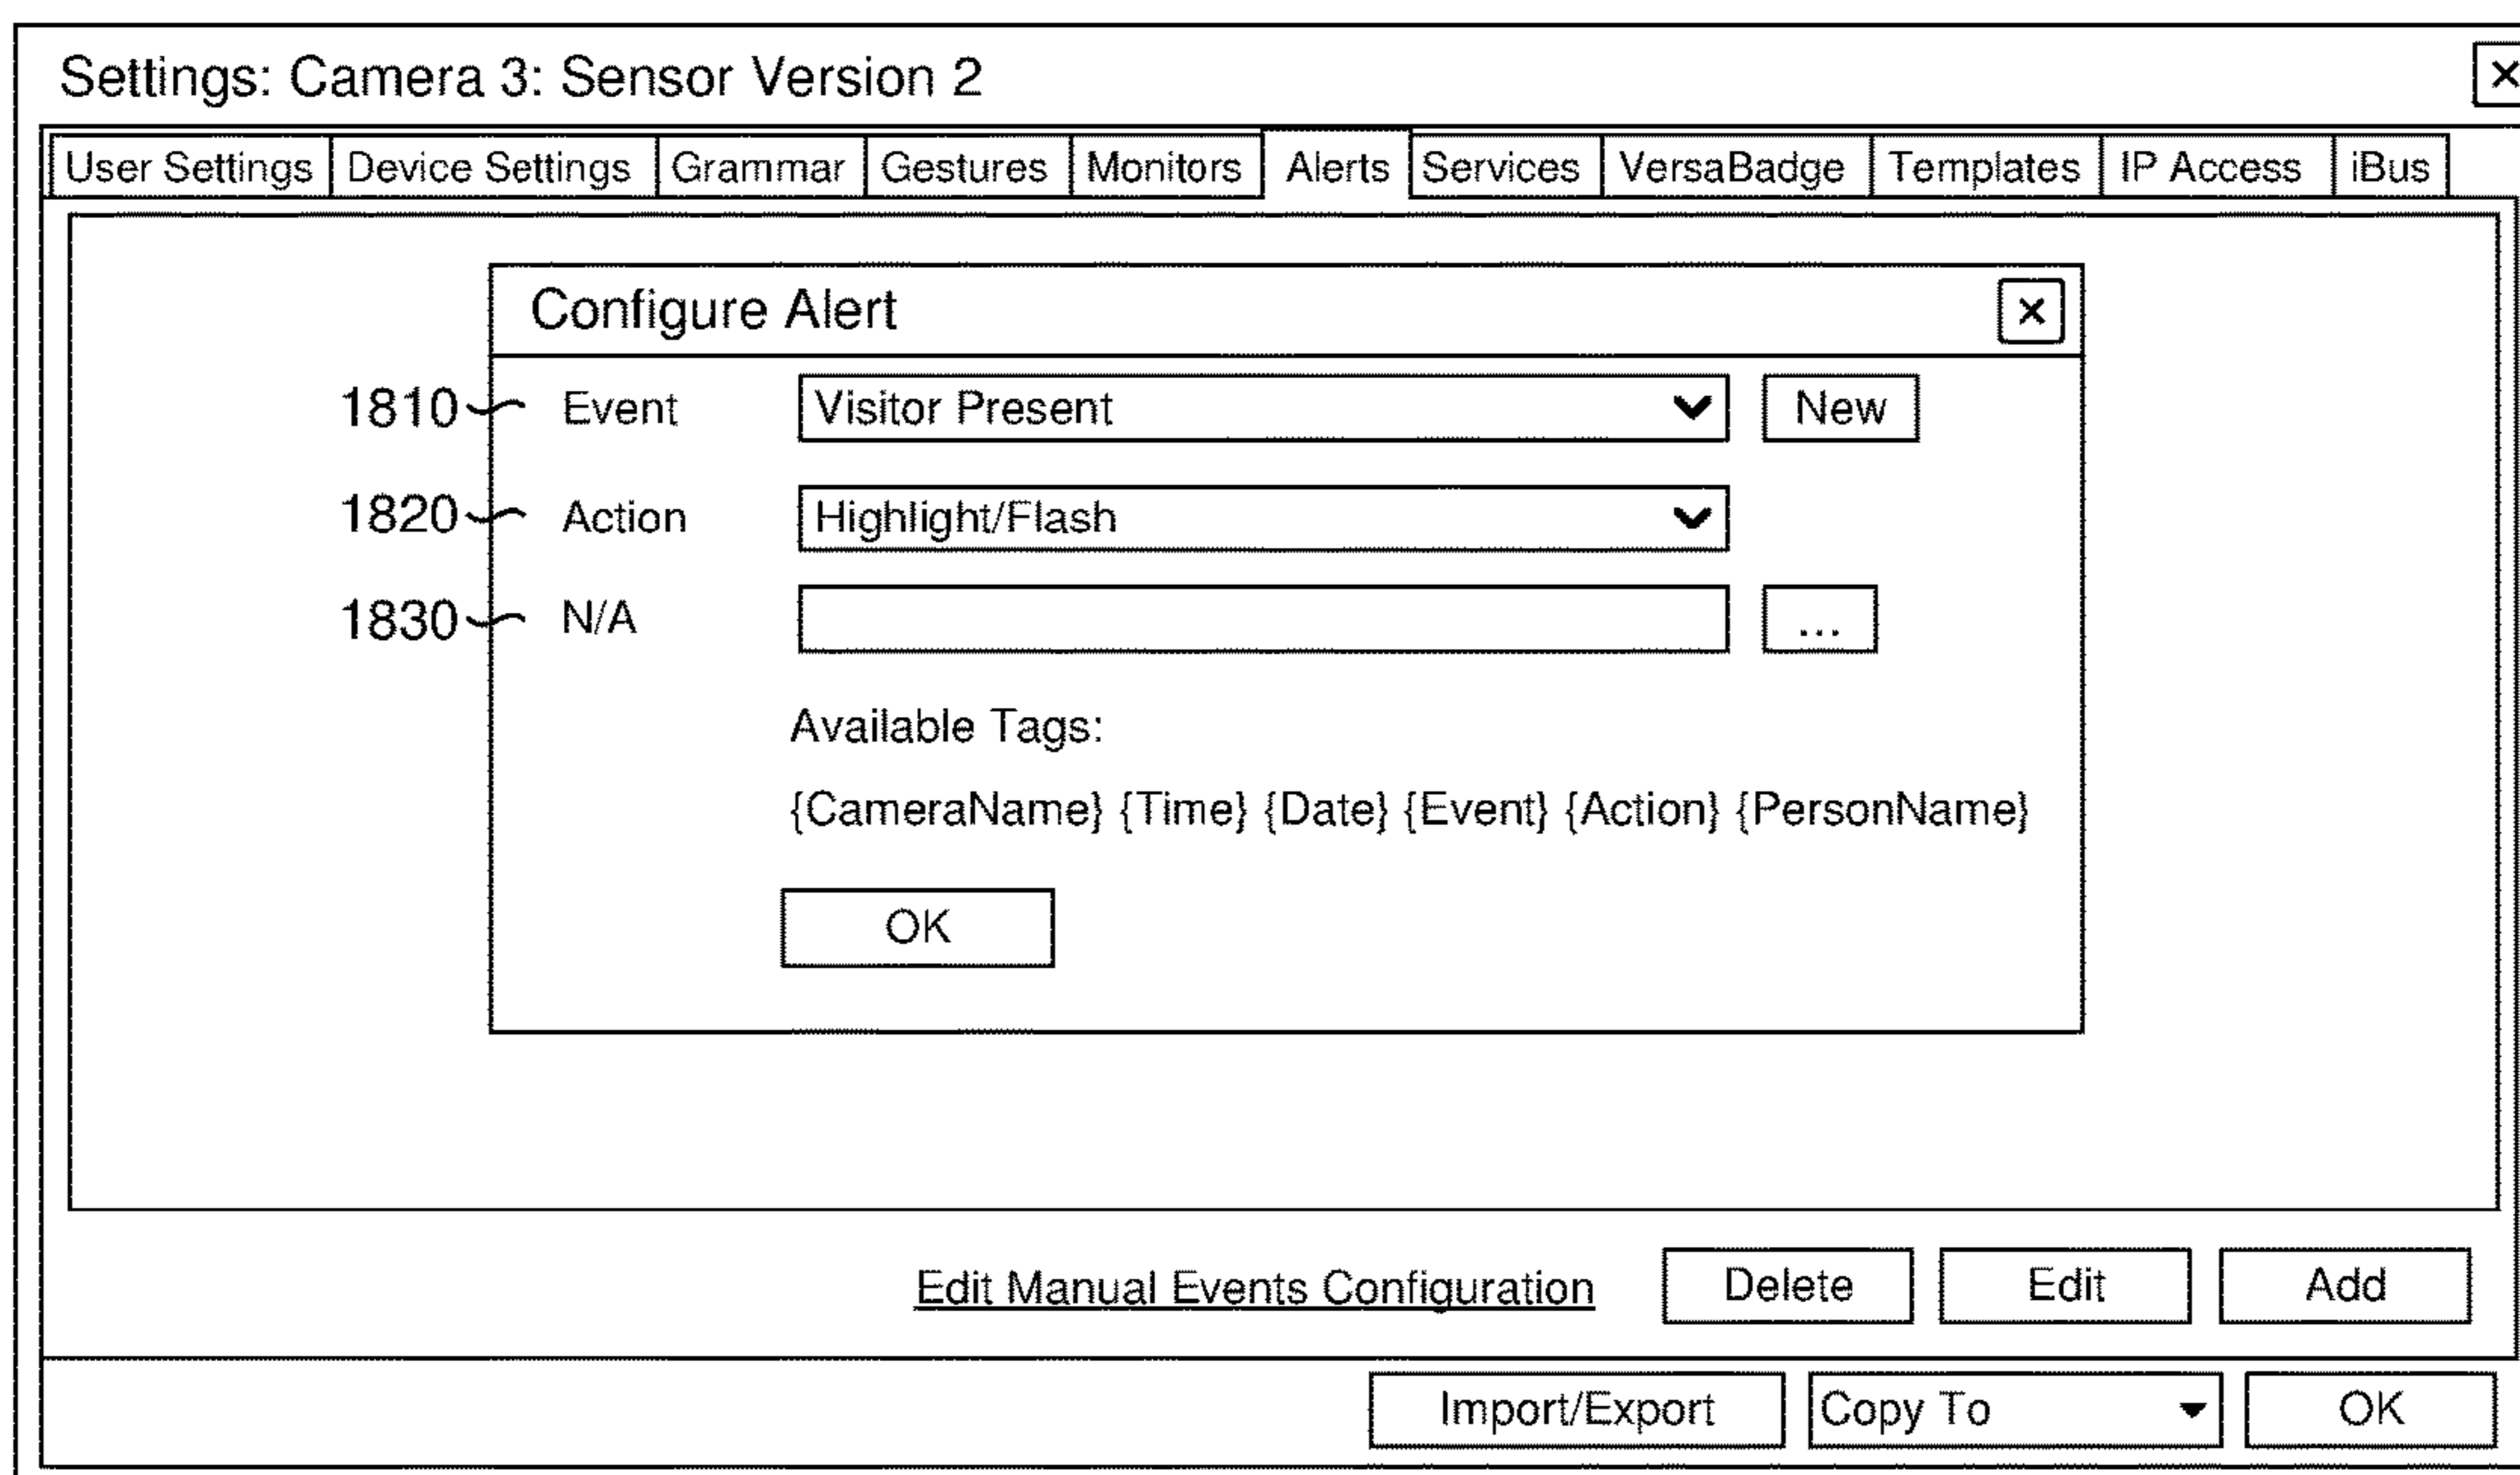 Settings: Camera 3: Sensor Version 2 ×
User Settings Device Settings Grammar Gestures Monitors Alerts Services VersaBadge Templates IP Access iBus
Configure Alert ×
1810 Event Visitor Present New
1820 Action Highlight/Flash
1830 N/A ...
Available Tags:
{CameraName} {Time} {Date} {Event} {Action} {PersonName}
OK
Edit Manual Events Configuration Delete Edit Add
Import/Export Copy To OK